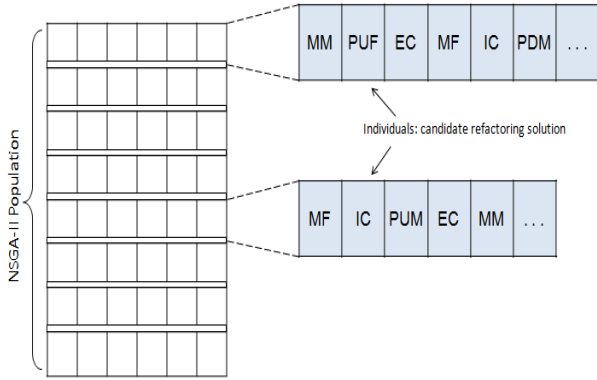 MM PUF EC MF IC PDM ...
Individuals: candidate refactoring solution
NSGA-II Population
MF IC PUM EC MM ...